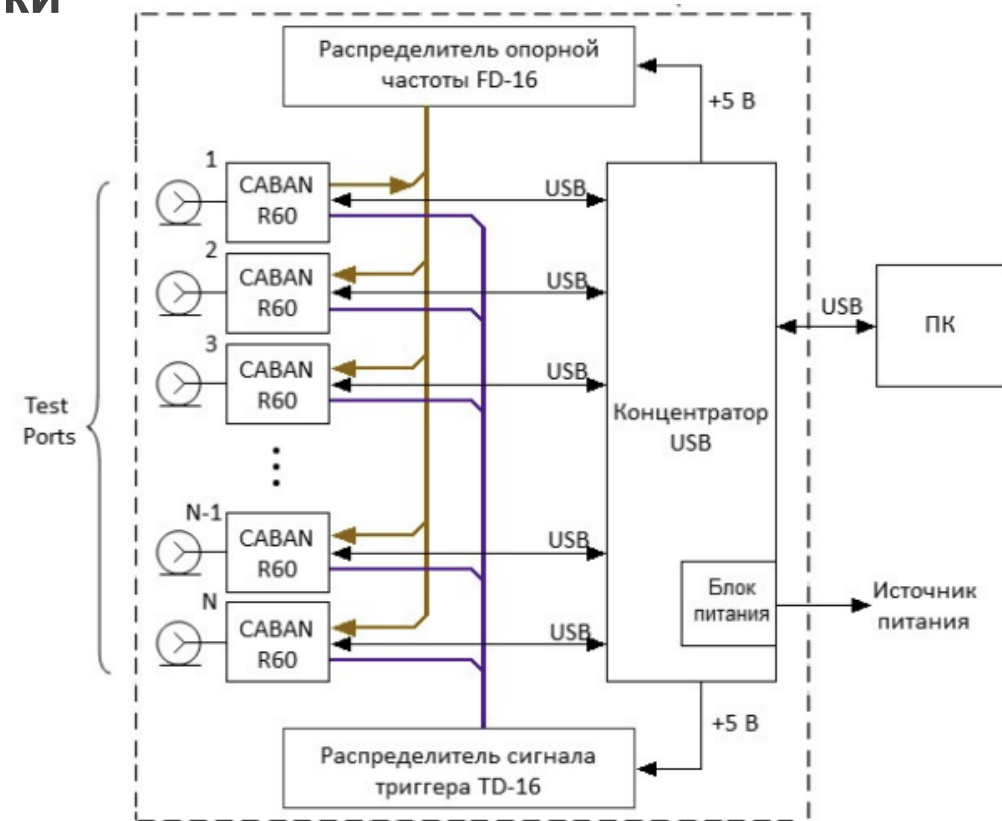 ки
Распределитель опорной
частоты FD-16
+5 В
1
CABAN
R60
USB
2
CABAN
R60
USB
3
CABAN
R60
USB
Test
Ports
Концентратор
USB
USB
ПК
N-1
CABAN
R60
USB
N
CABAN
R60
USB
Блок
питания
Источник
питания
+5 В
Распределитель сигнала
триггера TD-16